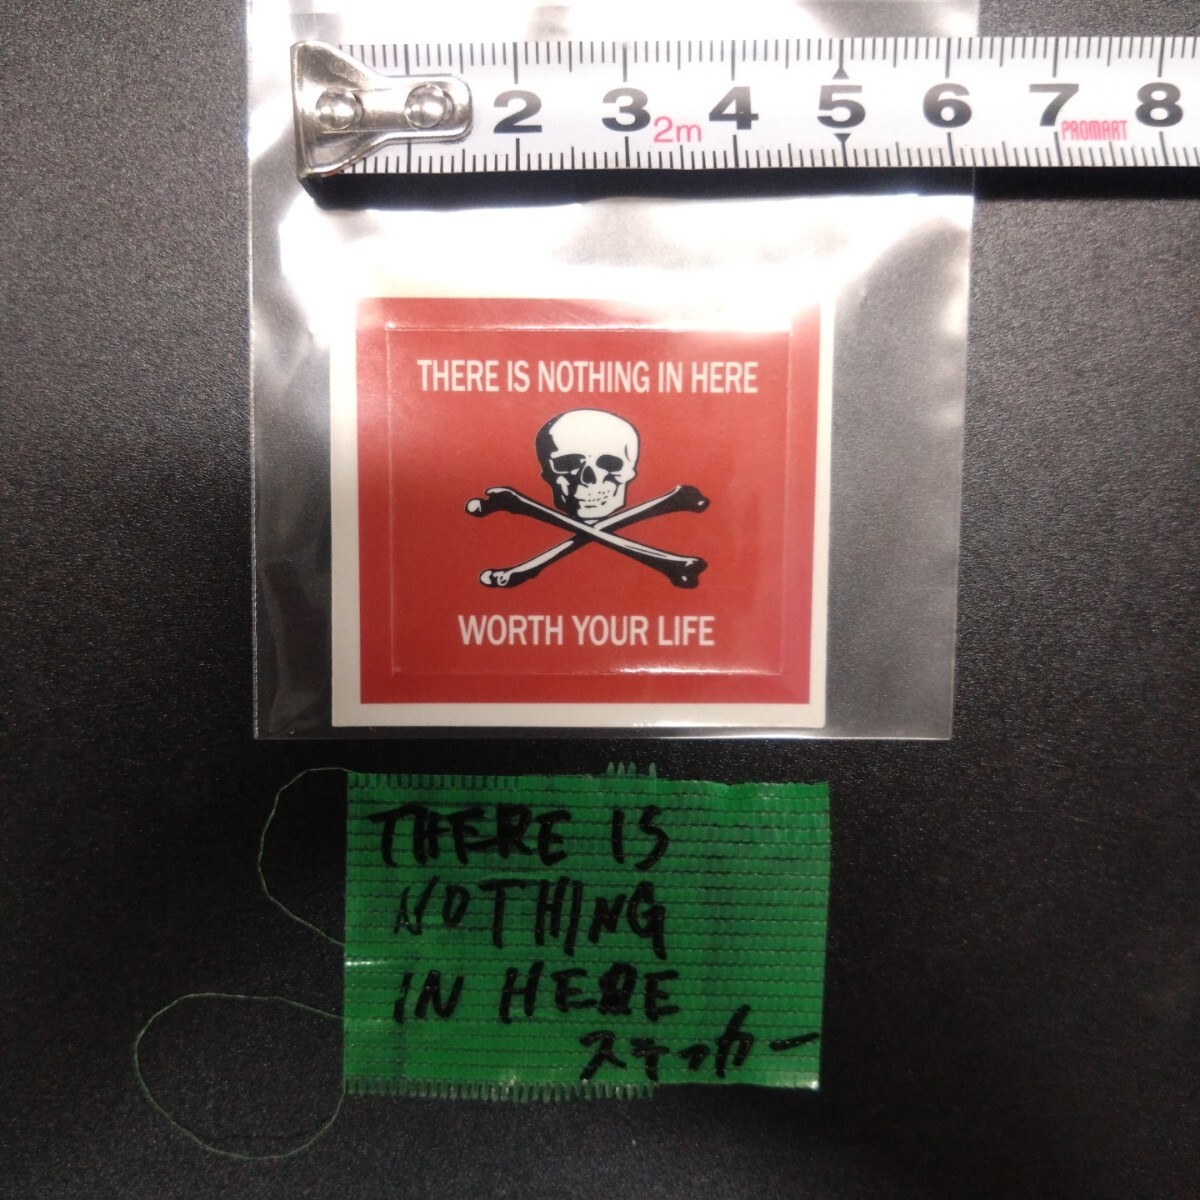 2 3 4 5 6 7 8
2m
PROMART
THERE IS NOTHING IN HERE
WORTH YOUR LIFE
THERE IS
NOTHING
IN HERE
ステッカー